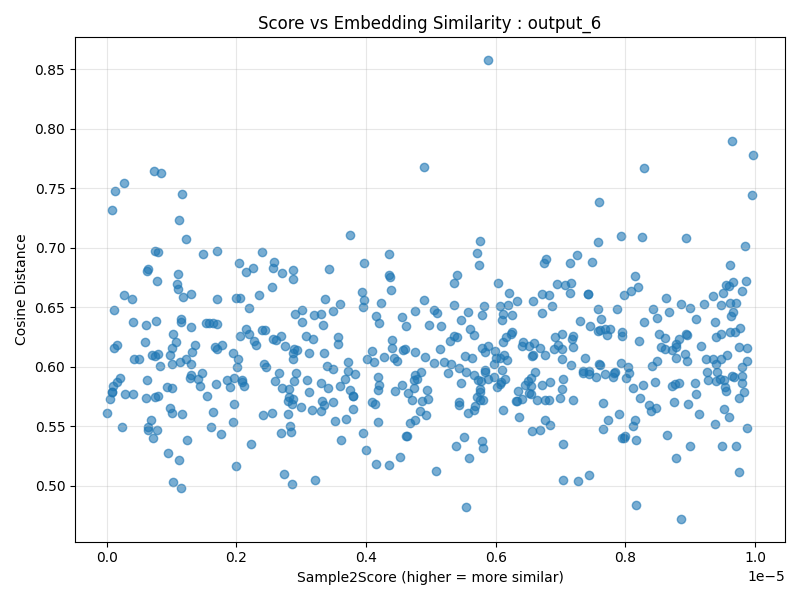 Score vs Embedding Similarity : output_6
Cosine Distance
0.85
0.80
0.75
0.70
0.65
0.60
0.55
0.50
0.0 0.2 0.4 0.6 0.8 1.0
1e−5
Sample2Score (higher = more similar)